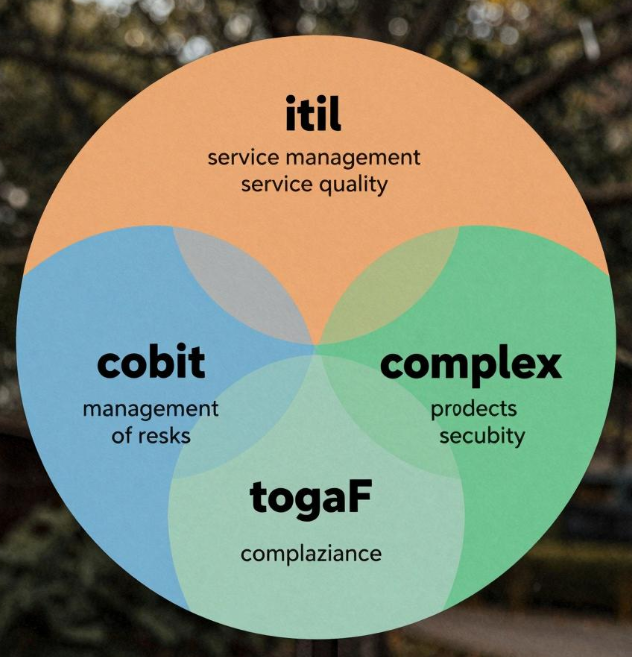 itil
service management
service quality
cobit
management
of resks
complex
prodects
secubity
togaF
complaziance